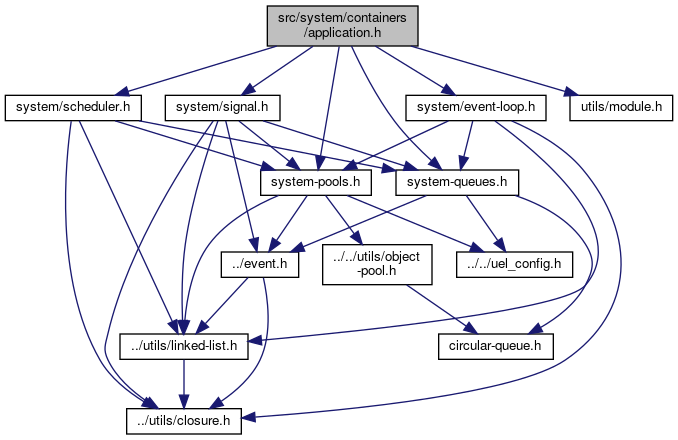 src/system/containers
/application.h
system/scheduler.h
system/signal.h
system/event-loop.h
utils/module.h
system-pools.h
system-queues.h
../event.h
../../utils/object
-pool.h
../../uel_config.h
../utils/linked-list.h
circular-queue.h
../utils/closure.h